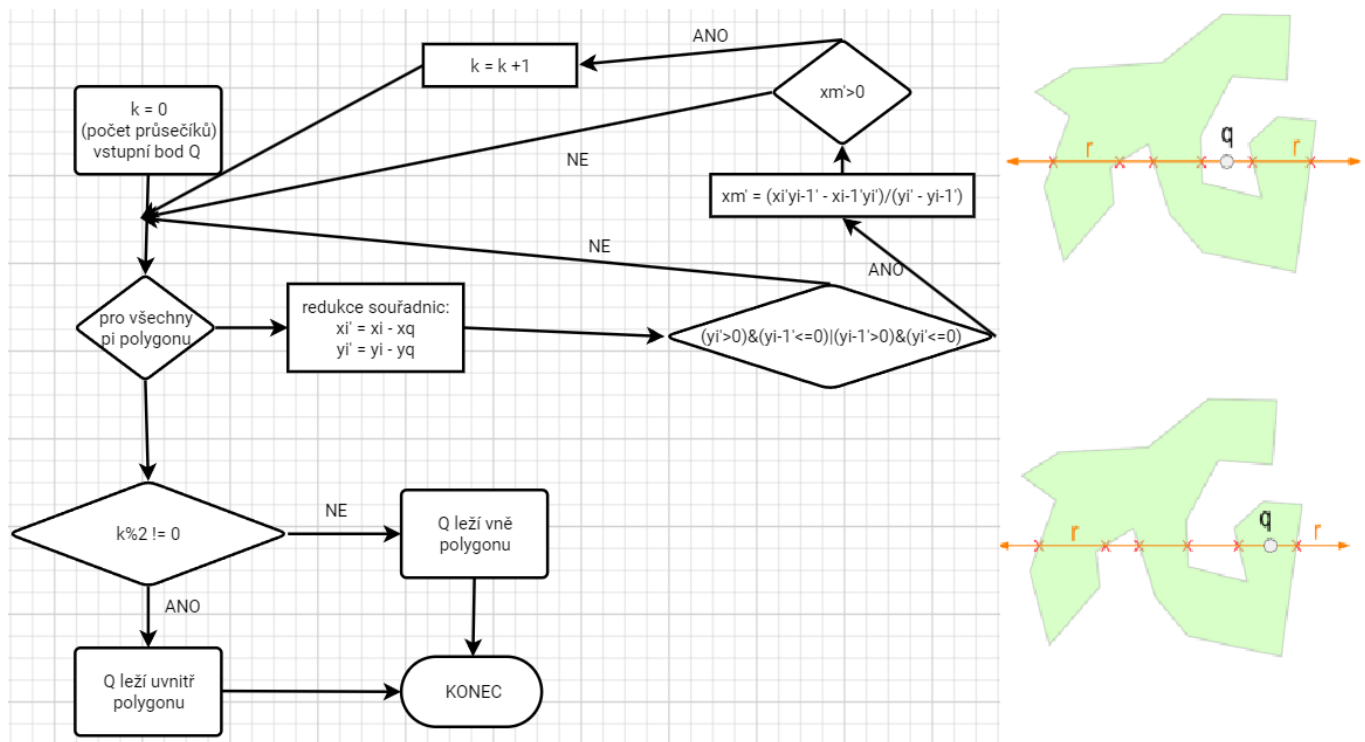 ANO
k = k +1
xm'>0
k = 0
(počet průsečíků)
vstupní bod Q
NE
xm' = (xi'yi-1' - xi-1'yi')/(yi' - yi-1')
NE
ANO
pro všechny
pi polygonu
redukce souřadnic:
xi' = xi - xq
yi' = yi - yq
(yi'>0)&(yi-1'<=0)|(yi-1'>0)&(yi'<=0)
k%2 != 0
NE
Q leží vně
polygonu
ANO
Q leží uvnitř
polygonu
KONEC
r
q
r
r
q
r